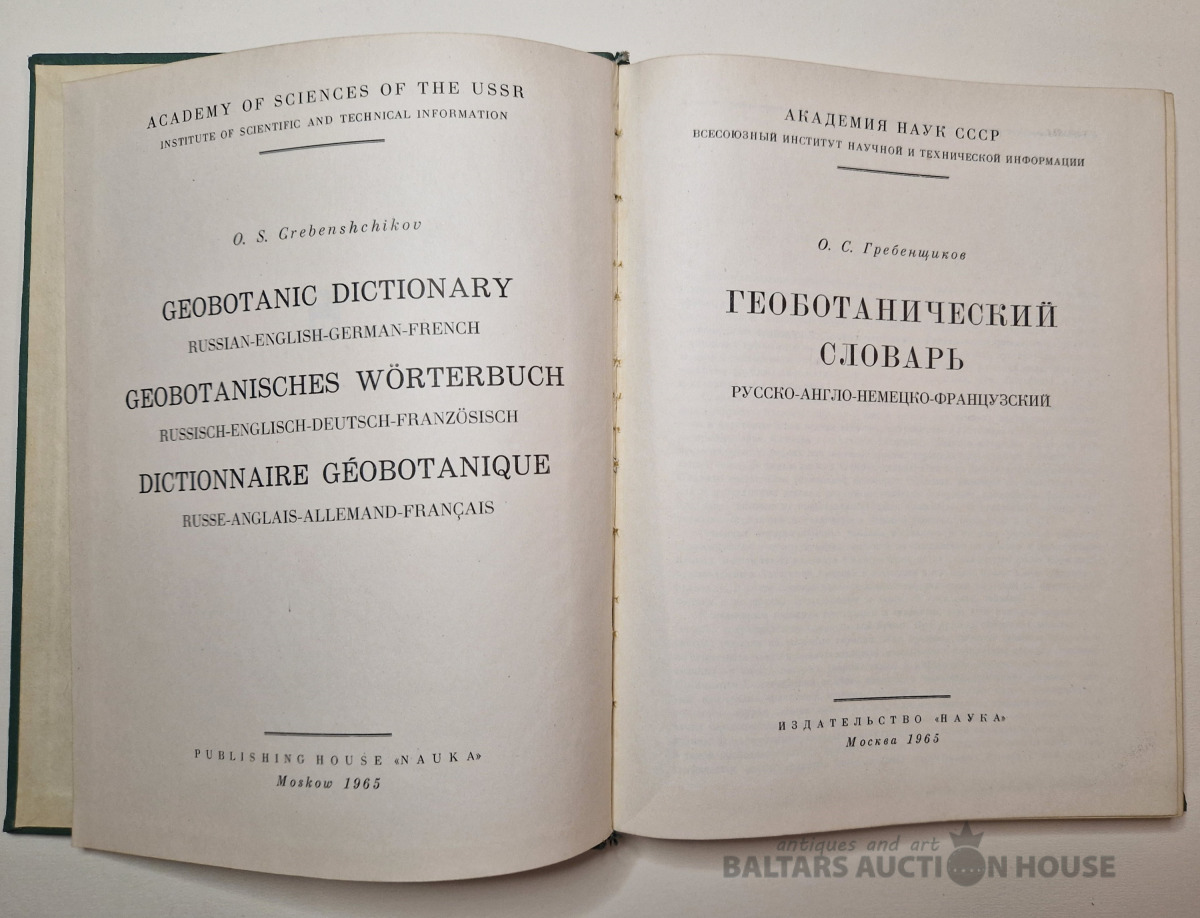 ACADEMY OF SCIENCES OF THE USSR
INSTITUTE OF SCIENTIFIC AND TECHNICAL INFORMATION
O. S. Grebenshchikov
GEOBOTANIC DICTIONARY
RUSSIAN-ENGLISH-GERMAN-FRENCH
GEOBOTANISCHES WÖRTERBUCH
RUSSISCH-ENGLISCH-DEUTSCH-FRANZÖSISCH
DICTIONNAIRE GÉOBOTANIQUE
RUSSE-ANGLAIS-ALLEMAND-FRANÇAIS
PUBLISHING HOUSE «NAUKA»
Moskow 1965
АКАДЕМИЯ НАУК СССР
ВСЕСОЮЗНЫЙ ИНСТИТУТ НАУЧНОЙ И ТЕХНИЧЕСКОЙ ИНФОРМАЦИИ
О. С. Гребенщиков
ГЕОБОТАНИЧЕСКИЙ
СЛОВАРЬ
РУССКО-АНГЛО-НЕМЕЦКО-ФРАНЦУЗСКИЙ
ИЗДАТЕЛЬСТВО «НАУКА»
Москва 1965
antiques and art
BALTARS AUCTION HOUSE